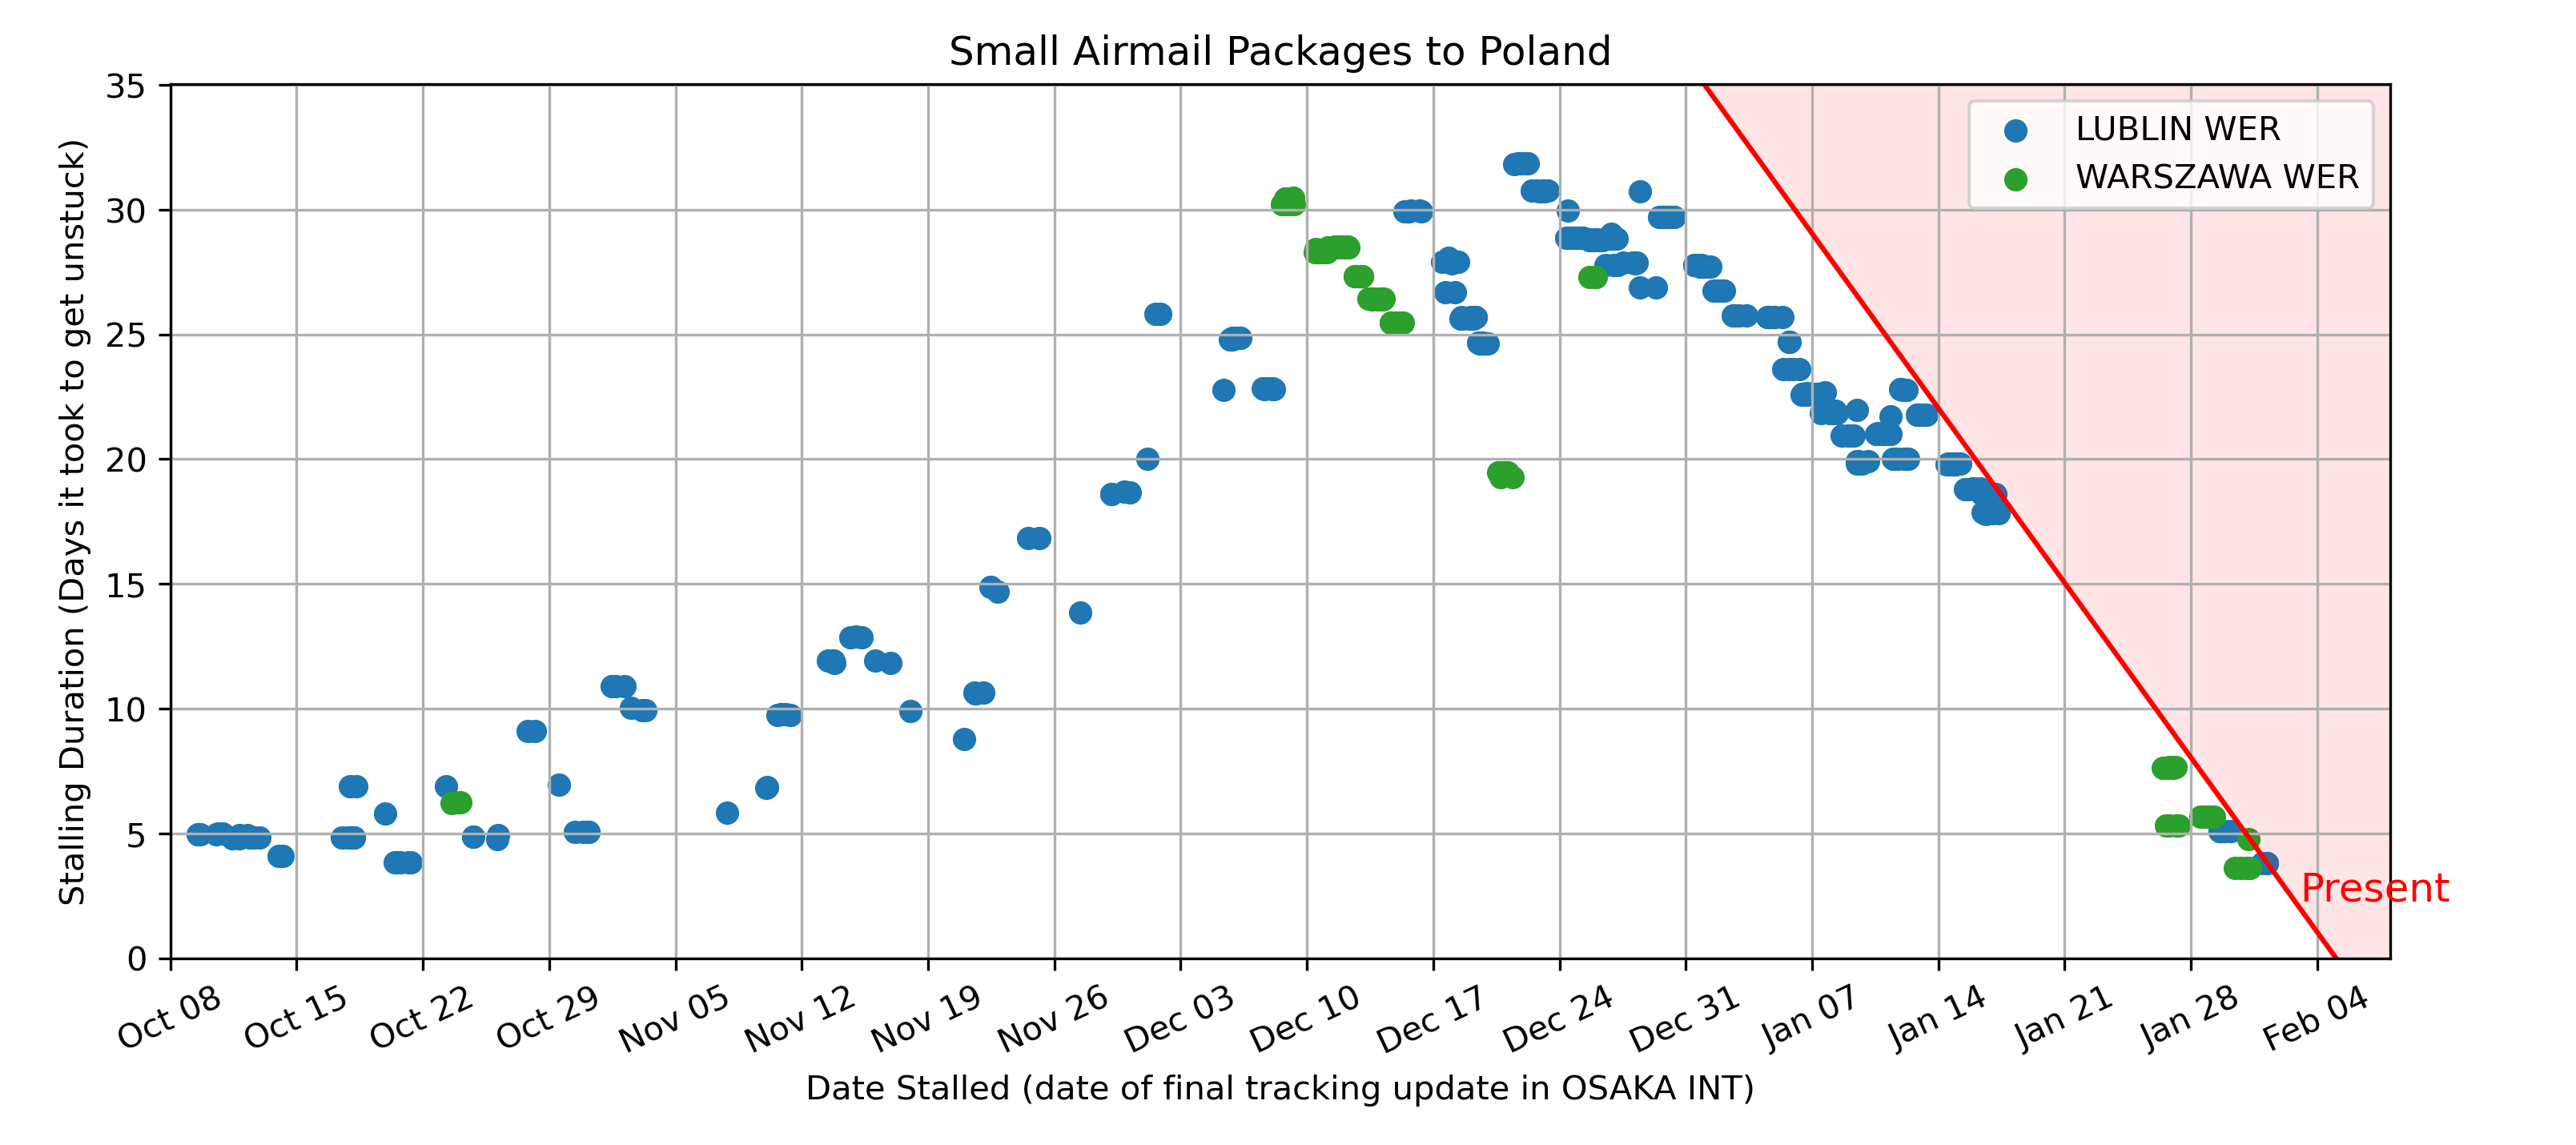 Small Airmail Packages to Poland
35
30
25
20
15
10
5
0
Stalling Duration (Days it took to get unstuck)
LUBLIN WER
WARSZAWA WER
Present
Oct 08
Oct 15
Oct 22
Oct 29
Nov 05
Nov 12
Nov 19
Nov 26
Dec 03
Dec 10
Dec 17
Dec 24
Dec 31
Jan 07
Jan 14
Jan 21
Jan 28
Feb 04
Date Stalled (date of final tracking update in OSAKA INT)